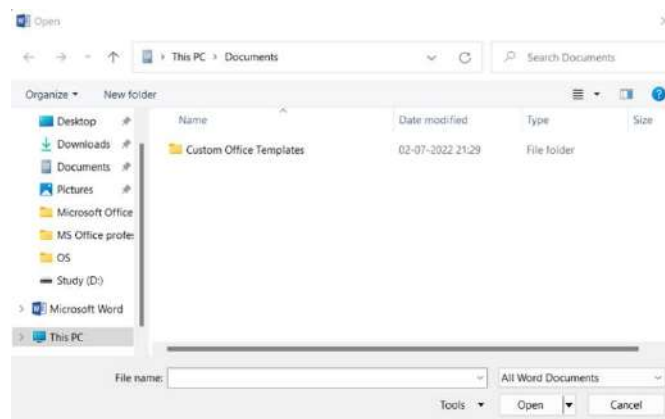 Open
This PC > Documents
Search Documents
Organize
New folder
Name
Date modified
Type
Size
Desktop
Downloads
Documents
Pictures
Microsoft Office
MS Office profe
OS
Study (D:)
Microsoft Word
This PC
Custom Office Templates
02-07-2022 21:29
File folder
File name:
All Word Documents
Tools
Open
Cancel